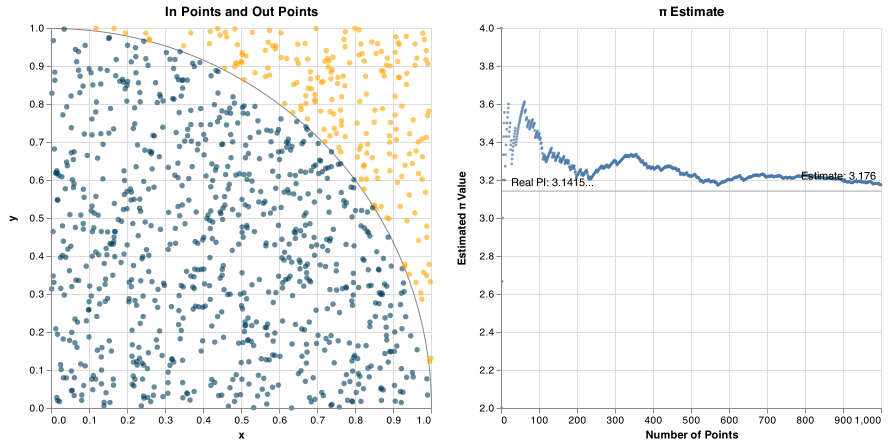 In Points and Out Points
1.0
0.9
0.8
0.7
0.6
0.5
0.4
0.3
0.2
0.1
0.0
y
0.0 0.1 0.2 0.3 0.4 0.5 0.6 0.7 0.8 0.9 1.0
x
π Estimate
4.0
3.8
3.6
3.4
3.2
3.0
2.8
2.6
2.4
2.2
2.0
Estimated π Value
Real PI: 3.1415...
Estimate: 3.176
0 100 200 300 400 500 600 700 800 900 1,000
Number of Points